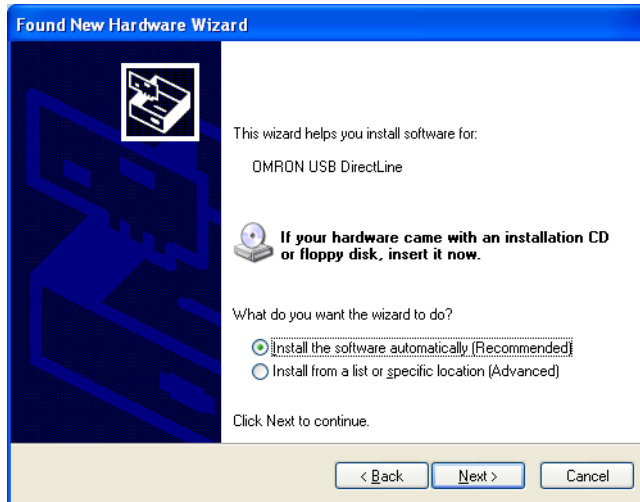 Found New Hardware Wizard
This wizard helps you install software for:
OMRON USB DirectLine
If your hardware came with an installation CD
or floppy disk, insert it now.
What do you want the wizard to do?
Install the software automatically (Recommended)
Install from a list or specific location (Advanced)
Click Next to continue.
< Back
Next >
Cancel